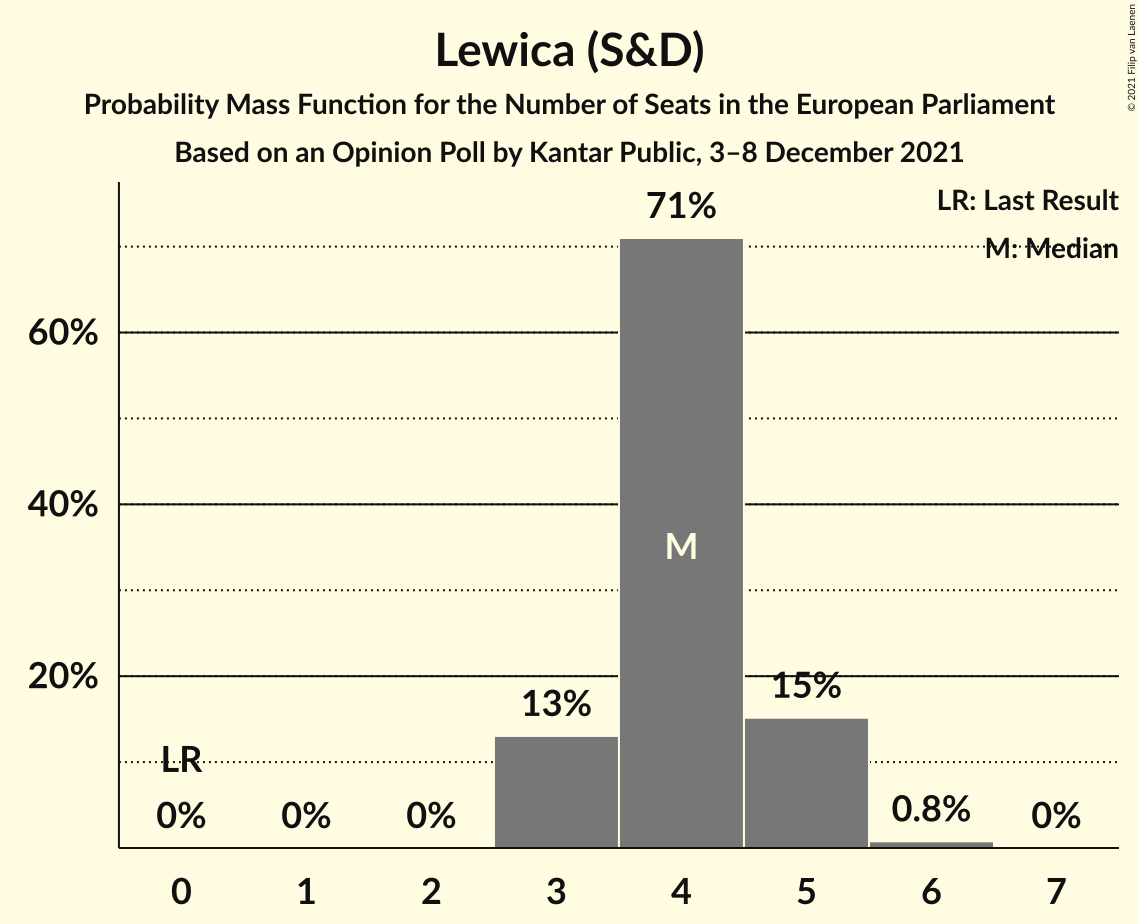 Lewica (S&D)
Probability Mass Function for the Number of Seats in the European Parliament
Based on an Opinion Poll by Kantar Public, 3–8 December 2021
© 2021 Filip van Laenen
LR: Last Result
M: Median
71%
60%
40%
M
20%
15%
13%
LR
0%
0%
0%
0.8%
0%
0
1
2
3
4
5
6
7